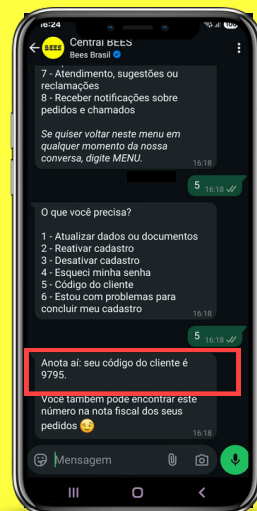 16:24
BEES
Central BEES
Bees Brasil
7 - Atendimento, sugestões ou
reclamações
8 - Receber notificações sobre
pedidos e chamados
Se quiser voltar neste menu em
qualquer momento da nossa
conversa, digite MENU.
16:18
5 16:18
O que você precisa?
1 - Atualizar dados ou documentos
2 - Reativar cadastro
3 - Desativar cadastro
4 - Esqueci minha senha
5 - Código do cliente
6 - Estou com problemas para
concluir meu cadastro
16:18
5 16:18
Anota aí: seu código do cliente é
9795.
Você também pode encontrar este
número na nota fiscal dos seus
pedidos 😉
16:18
Mensagem